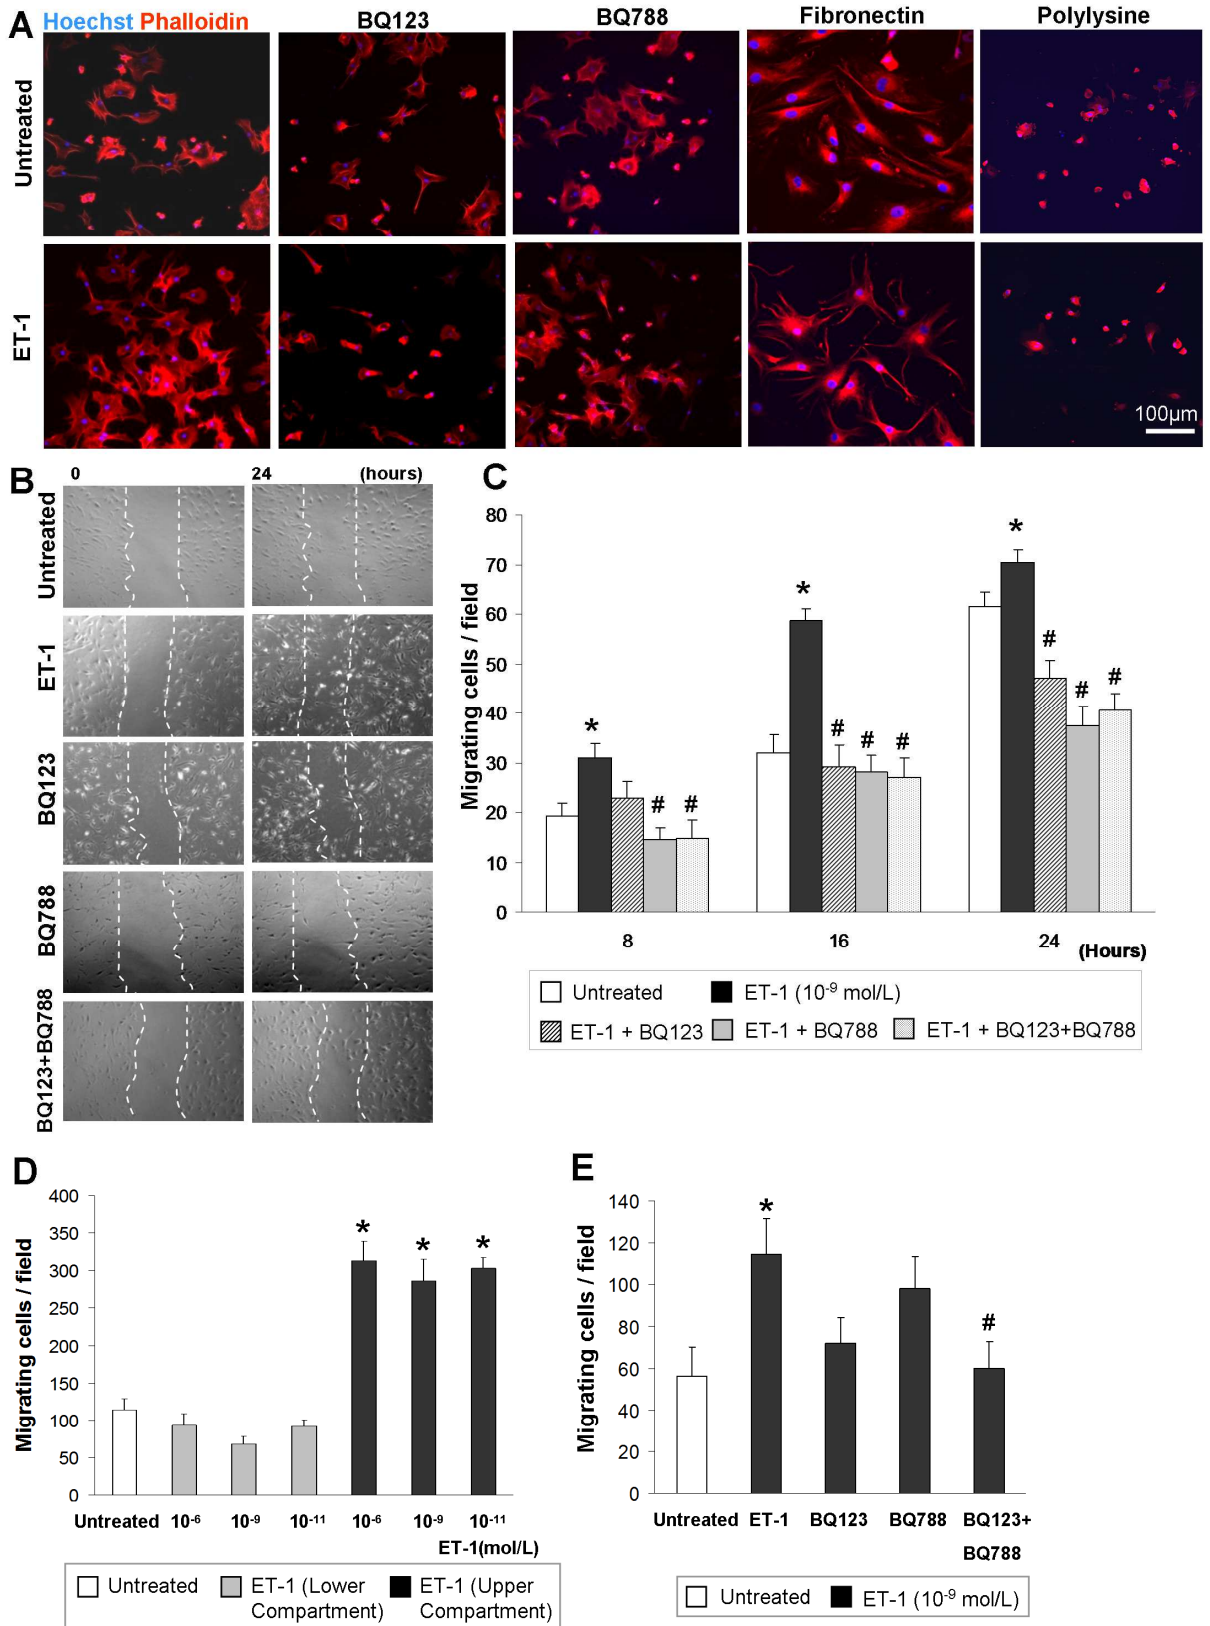 A
Hoechst Phalloidin BQ123 BQ788 Fibronectin Polylysine
Untreated
ET-1
100µm
B
0 24 (hours)
Untreated
ET-1
BQ123
BQ788
BQ123+BQ788
C
Migrating cells / field
80
70
60
50
40
30
20
10
0
* # # * # # # * # # #
8 16 24 (Hours)
Untreated ET-1 (10⁻⁹ mol/L)
ET-1 + BQ123 ET-1 + BQ788 ET-1 + BQ123+BQ788
D
Migrating cells / field
400
350
300
250
200
150
100
50
0
* * *
Untreated 10⁻⁶ 10⁻⁹ 10⁻¹¹ 10⁻⁶ 10⁻⁹ 10⁻¹¹
ET-1(mol/L)
Untreated ET-1 (Lower ET-1 (Upper
Compartment) Compartment)
E
Migrating cells / field
140
120
100
80
60
40
20
0
* #
Untreated ET-1 BQ123 BQ788 BQ123+
BQ788
Untreated ET-1 (10⁻⁹ mol/L)